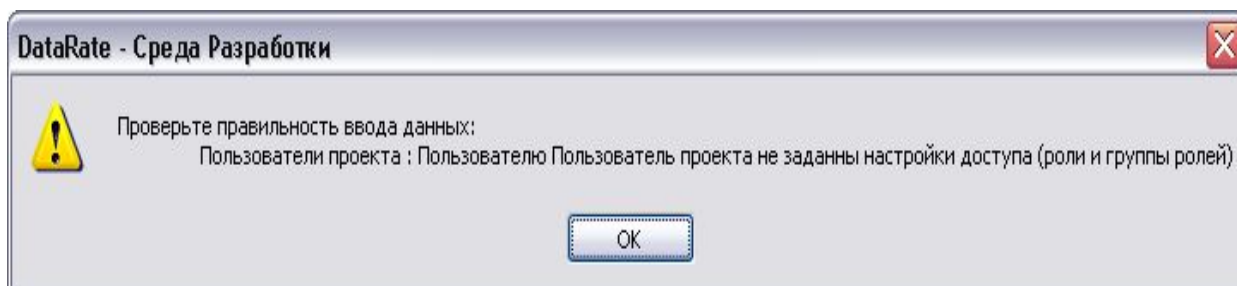 DataRate - Среда Разработки
Проверьте правильность ввода данных:
Пользователи проекта : Пользователю Пользователь проекта не заданны настройки доступа (роли и группы ролей)
OK